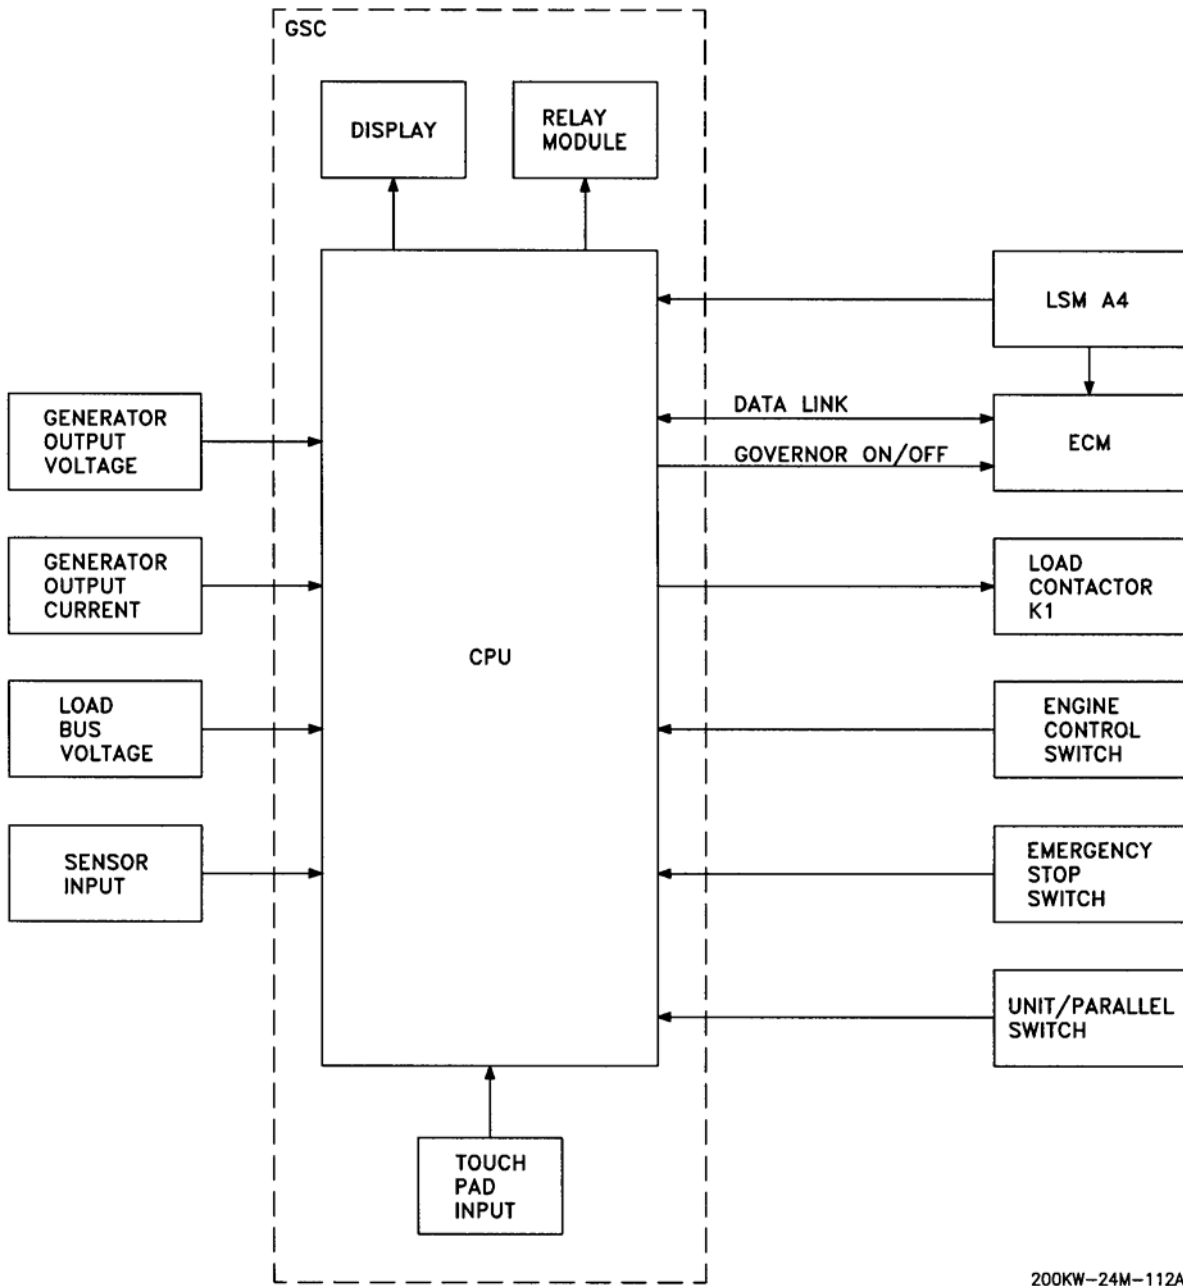 GSC
DISPLAY
RELAY
MODULE
LSM A4
DATA LINK
GOVERNOR ON/OFF
ECM
GENERATOR
OUTPUT
VOLTAGE
GENERATOR
OUTPUT
CURRENT
LOAD
CONTACTOR
K1
CPU
LOAD
BUS
VOLTAGE
ENGINE
CONTROL
SWITCH
SENSOR
INPUT
EMERGENCY
STOP
SWITCH
UNIT/PARALLEL
SWITCH
TOUCH
PAD
INPUT
200KW-24M-112A